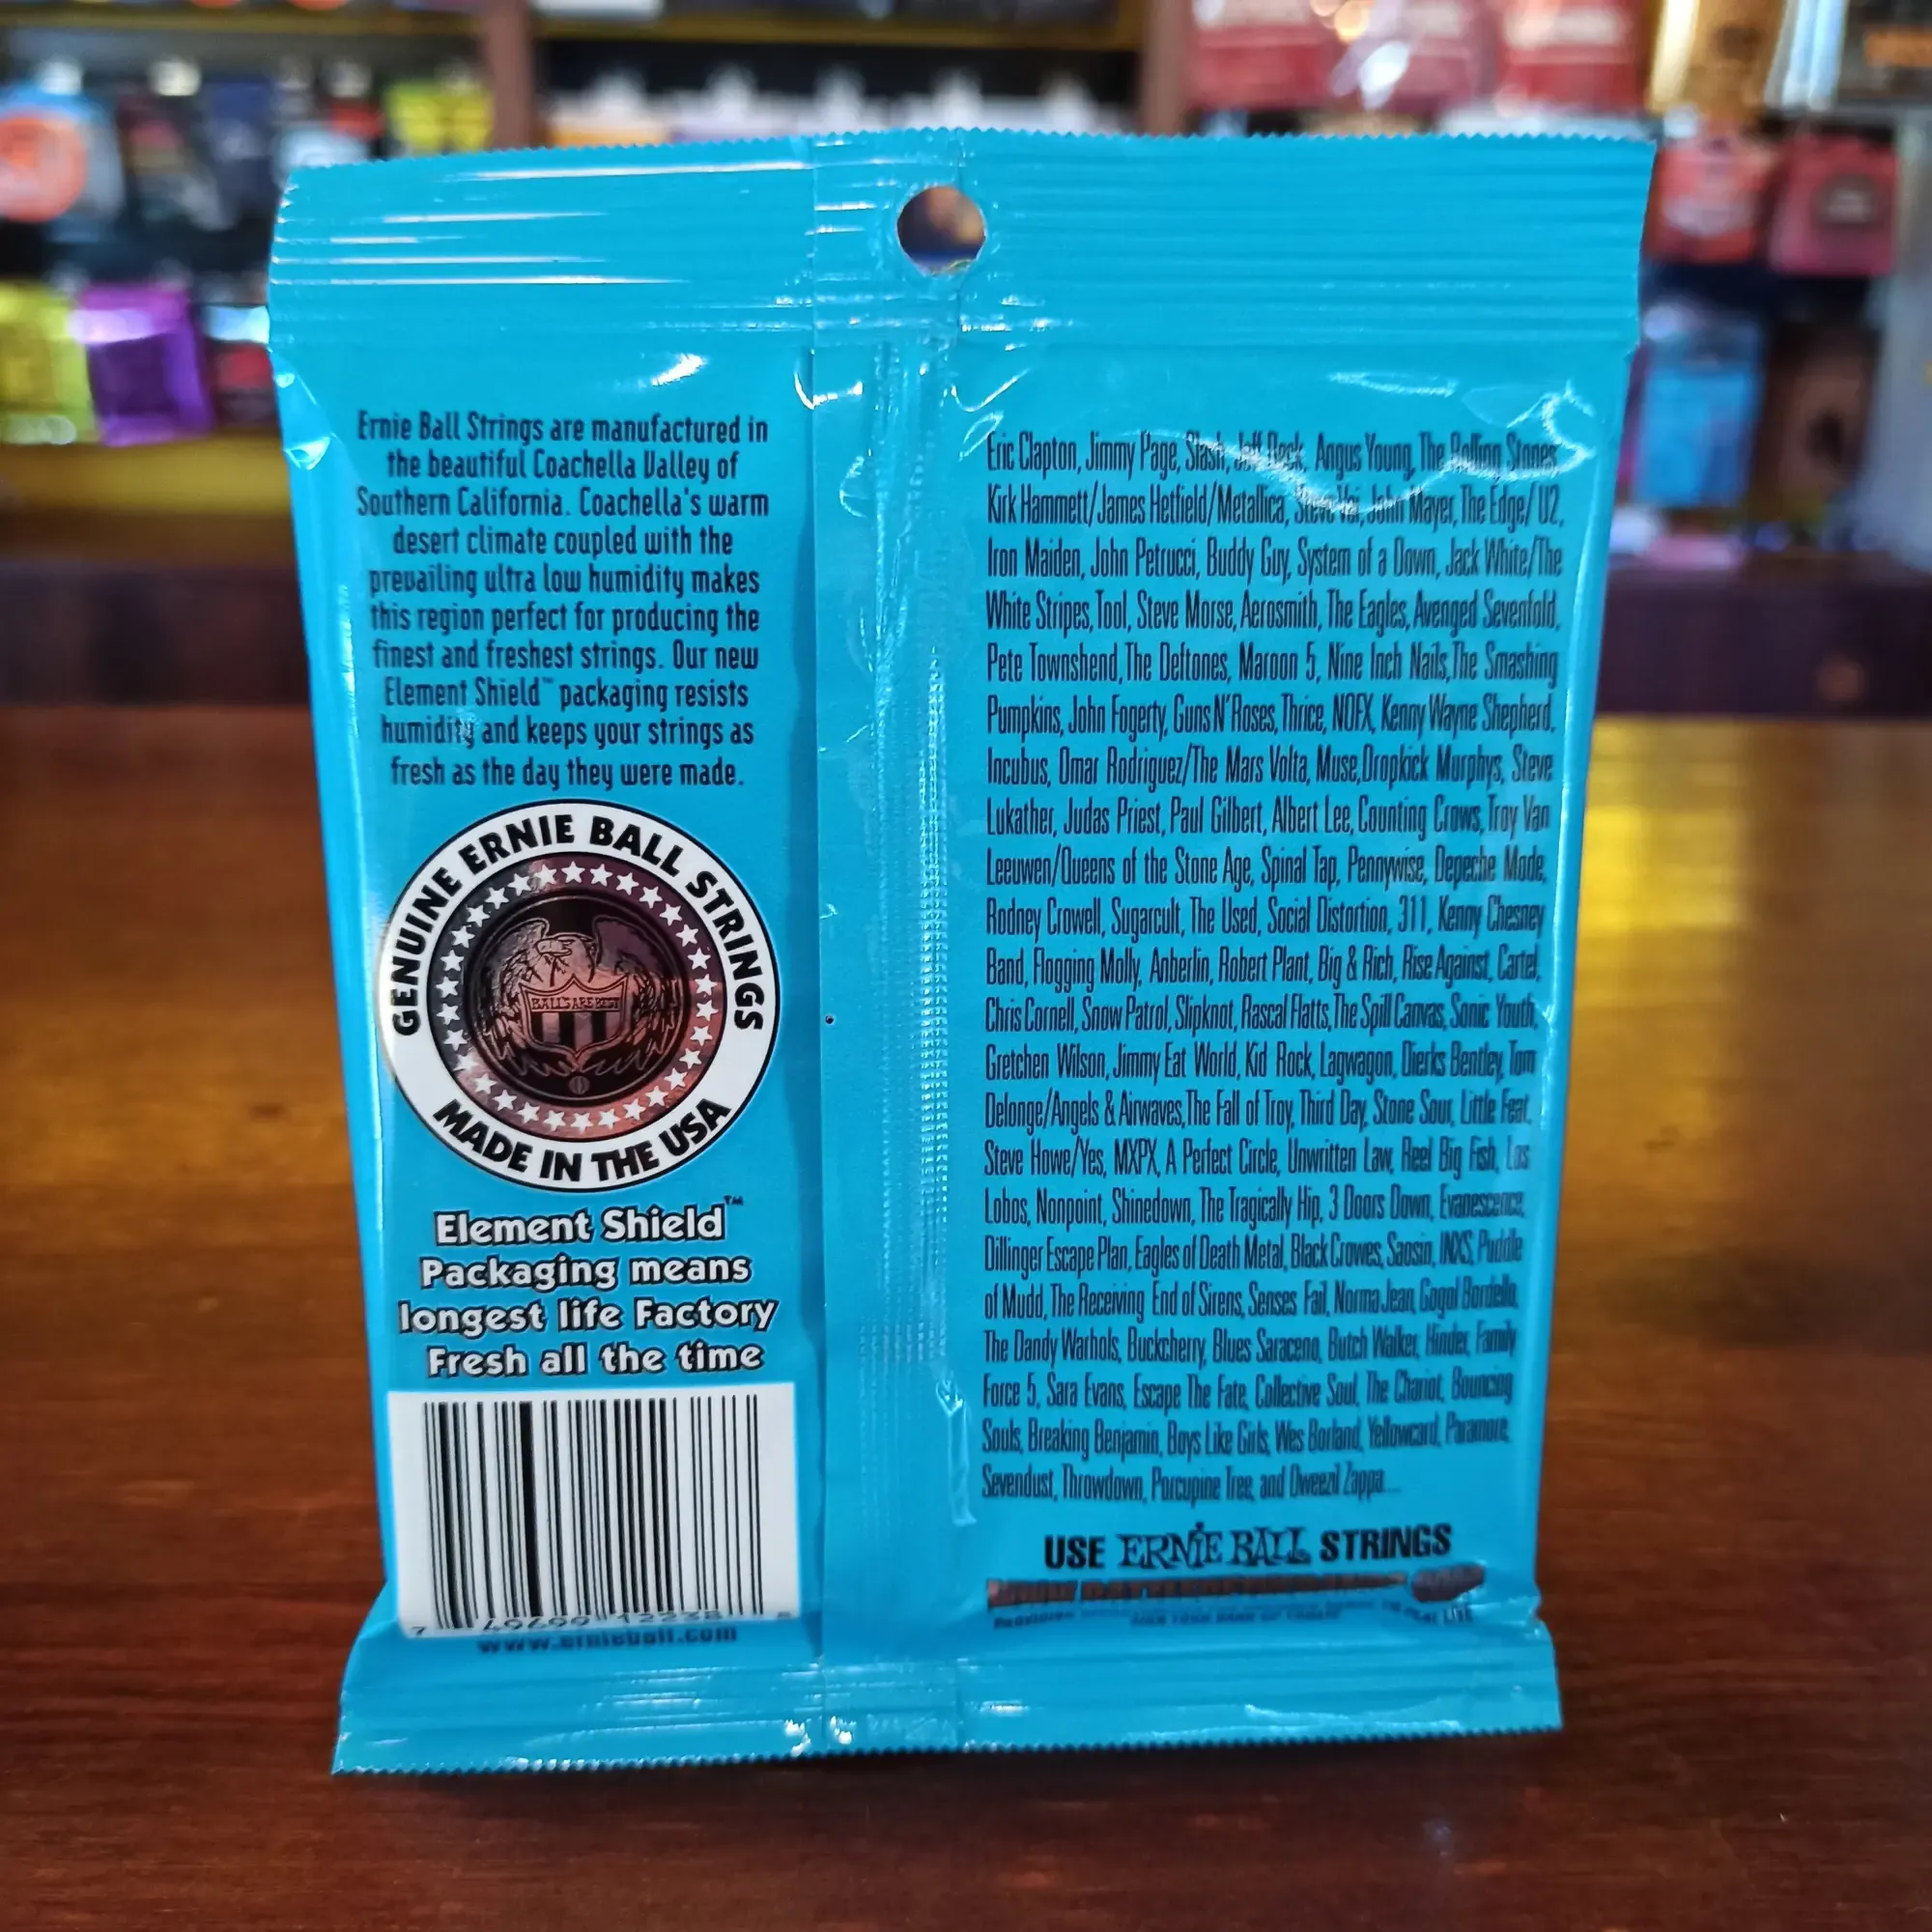 Ernie Ball Strings are manufactured in
the beautiful Coachella Valley of
Southern California. Coachella's warm
desert climate coupled with the
prevailing ultra low humidity makes
this region perfect for producing the
finest and freshest strings. Our new
Element Shield™ packaging resists
humidity and keeps your strings as
fresh as the day they were made.
GENUINE ERNIE BALL STRINGS
BALLS ARE BEST
MADE IN THE USA
Element Shield™
Packaging means
longest life Factory
Fresh all the time
7 49699 12238 8
www.ernieball.com
Eric Clapton, Jimmy Page, Slash, Jeff Beck, Angus Young, The Rolling Stones,
Kirk Hammett/James Hetfield/Metallica, Steve Vai, John Mayer, The Edge/ U2,
Iron Maiden, John Petrucci, Buddy Guy, System of a Down, Jack White/The
White Stripes, Tool, Steve Morse, Aerosmith, The Eagles, Avenged Sevenfold,
Pete Townshend, The Deftones, Maroon 5, Nine Inch Nails, The Smashing
Pumpkins, John Fogerty, Guns N' Roses, Thrice, NOFX, Kenny Wayne Shepherd,
Incubus, Omar Rodriguez/The Mars Volta, Muse, Dropkick Murphys, Steve
Lukather, Judas Priest, Paul Gilbert, Albert Lee, Counting Crows, Troy Van
Leeuwen/Queens of the Stone Age, Spinal Tap, Pennywise, Depeche Mode,
Rodney Crowell, Sugarcult, The Used, Social Distortion, 311, Kenny Chesney
Band, Flogging Molly, Anberlin, Robert Plant, Big & Rich, Rise Against, Cartel,
Chris Cornell, Snow Patrol, Slipknot, Rascal Flatts, The Spill Canvas, Sonic Youth,
Gretchen Wilson, Jimmy Eat World, Kid Rock, Lagwagon, Dierks Bentley, Tom
Delonge/Angels & Airwaves, The Fall of Troy, Third Day, Stone Sour, Little Feat,
Steve Howe/Yes, MXPX, A Perfect Circle, Unwritten Law, Reel Big Fish, Los
Lobos, Nonpoint, Shinedown, The Tragically Hip, 3 Doors Down, Evanescence,
Dillinger Escape Plan, Eagles of Death Metal, Black Crowes, Saosin, INXS, Puddle
of Mudd, The Receiving End of Sirens, Senses Fail, Norma Jean, Gogol Bordello,
The Dandy Warhols, Buckcherry, Blues Saraceno, Butch Walker, Hinder, Family
Force 5, Sara Evans, Escape The Fate, Collective Soul, The Chariot, Bouncing
Souls, Breaking Benjamin, Boys Like Girls, Wes Borland, Yellowcard, Paramore,
Sevendust, Throwdown, Porcupine Tree, and Dweezil Zappa....
USE ERNIE BALL STRINGS